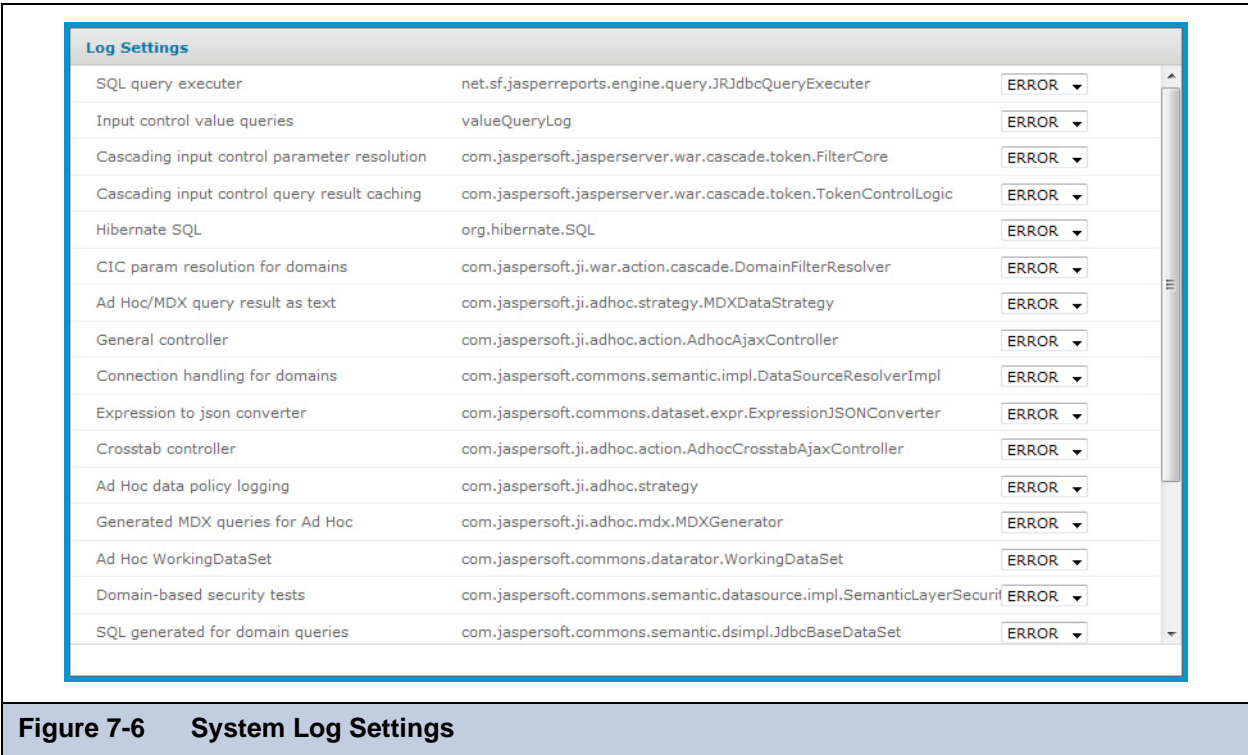 Log Settings
SQL query executer net.sf.jasperreports.engine.query.JRJdbcQueryExecuter ERROR
Input control value queries valueQueryLog ERROR
Cascading input control parameter resolution com.jaspersoft.jasperserver.war.cascade.token.FilterCore ERROR
Cascading input control query result caching com.jaspersoft.jasperserver.war.cascade.token.TokenControlLogic ERROR
Hibernate SQL org.hibernate.SQL ERROR
CIC param resolution for domains com.jaspersoft.ji.war.action.cascade.DomainFilterResolver ERROR
Ad Hoc/MDX query result as text com.jaspersoft.ji.adhoc.strategy.MDXDataStrategy ERROR
General controller com.jaspersoft.ji.adhoc.action.AdhocAjaxController ERROR
Connection handling for domains com.jaspersoft.commons.semantic.impl.DataSourceResolverImpl ERROR
Expression to json converter com.jaspersoft.commons.dataset.expr.ExpressionJSONConverter ERROR
Crosstab controller com.jaspersoft.ji.adhoc.action.AdhocCrosstabAjaxController ERROR
Ad Hoc data policy logging com.jaspersoft.ji.adhoc.strategy ERROR
Generated MDX queries for Ad Hoc com.jaspersoft.ji.adhoc.mdx.MDXGenerator ERROR
Ad Hoc WorkingDataSet com.jaspersoft.commons.datarator.WorkingDataSet ERROR
Domain-based security tests com.jaspersoft.commons.semantic.datasource.impl.SemanticLayerSecurit ERROR
SQL generated for domain queries com.jaspersoft.commons.semantic.dsimpl.JdbcBaseDataSet ERROR
Figure 7-6 System Log Settings